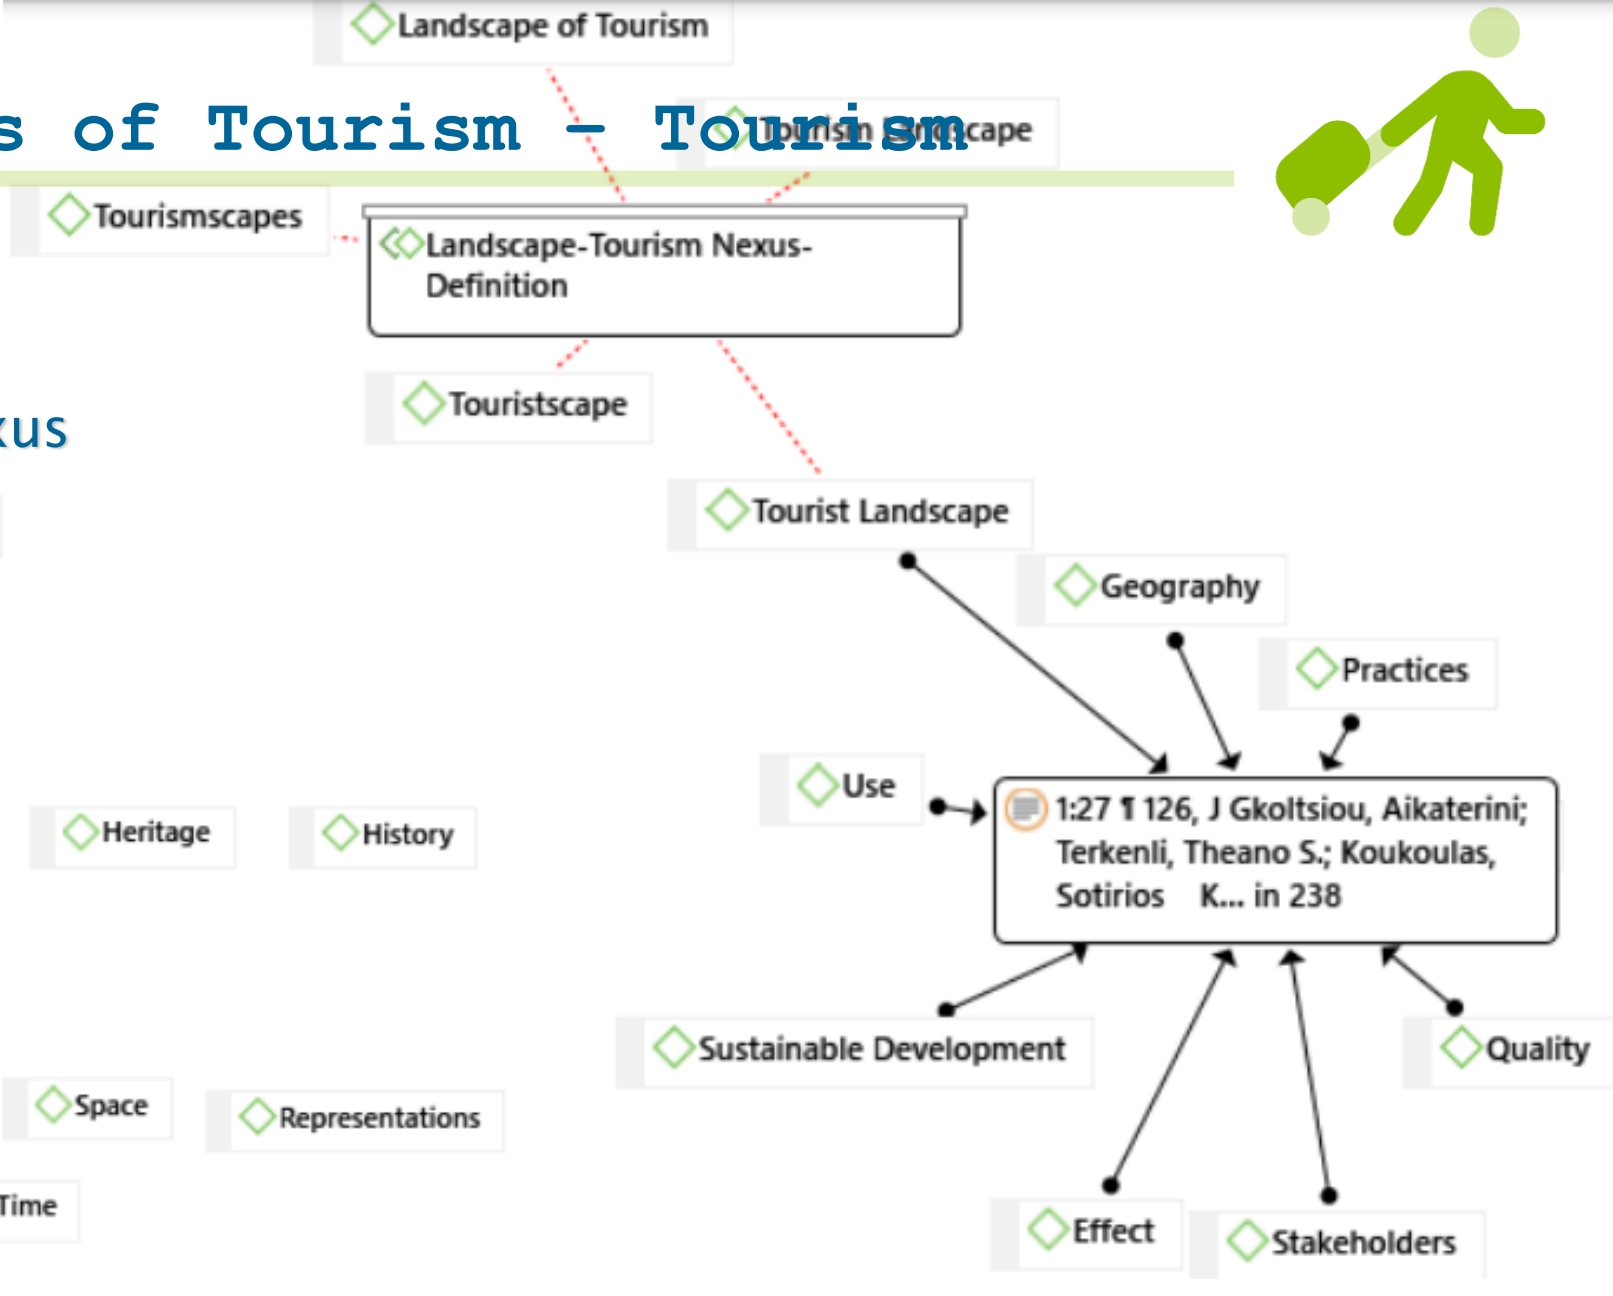 Landscape of Tourism
s of Tourism – Tourism
Tourism Landscape
Tourismscapes
Landscape-Tourism Nexus-
Definition
Touristscape
xus
Tourist Landscape
Geography
Practices
Use
1:27 ¶ 126, J Gkoltsiou, Aikaterini;
Terkenli, Theano S.; Koukoulas,
Sotirios K... in 238
Heritage
History
Sustainable Development
Quality
Space
Representations
Time
Effect
Stakeholders